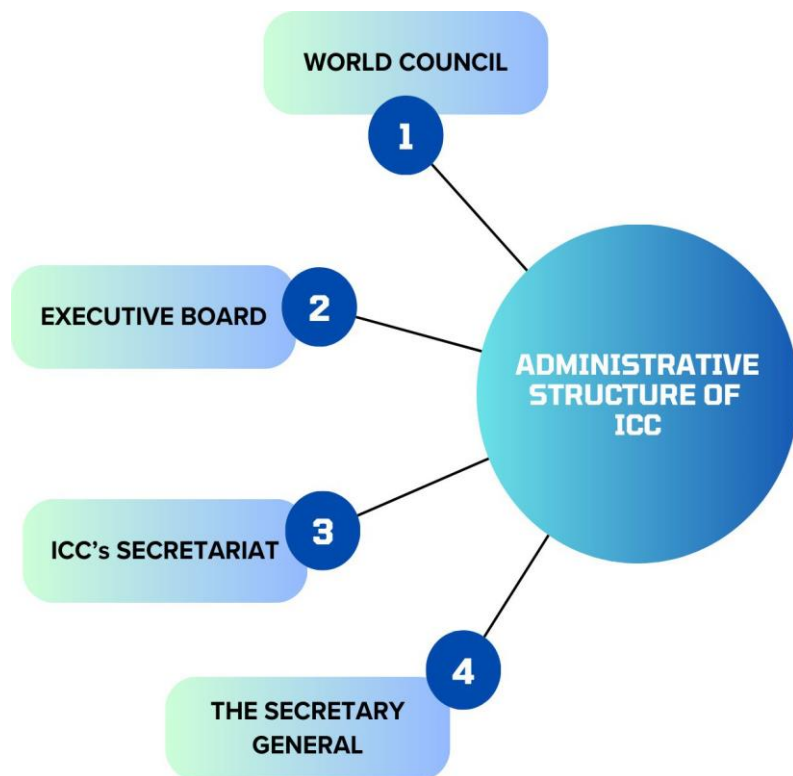 WORLD COUNCIL
1
EXECUTIVE BOARD
2
ADMINISTRATIVE
STRUCTURE OF
ICC
ICC's SECRETARIAT
3
THE SECRETARY
GENERAL
4